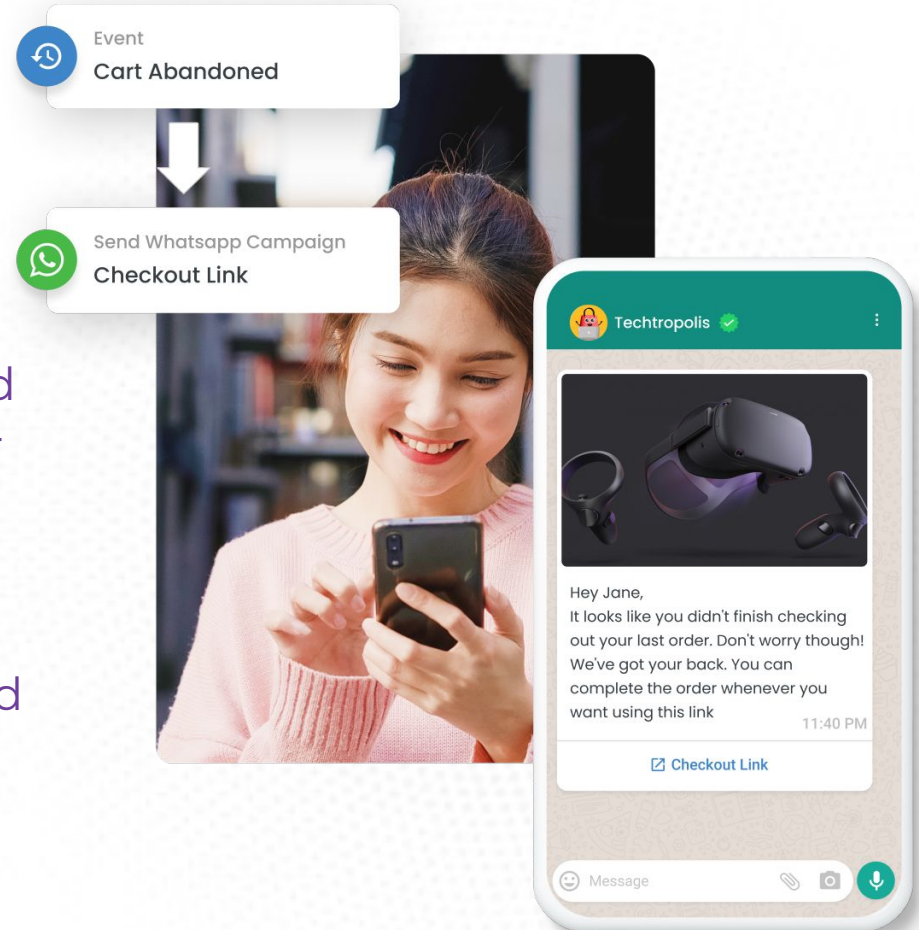 Event
Cart Abandoned
Send Whatsapp Campaign
Checkout Link
Techtropolis
Hey Jane,
It looks like you didn't finish checking
out your last order. Don't worry though!
We've got your back. You can
complete the order whenever you
want using this link
11:40 PM
Checkout Link
Message